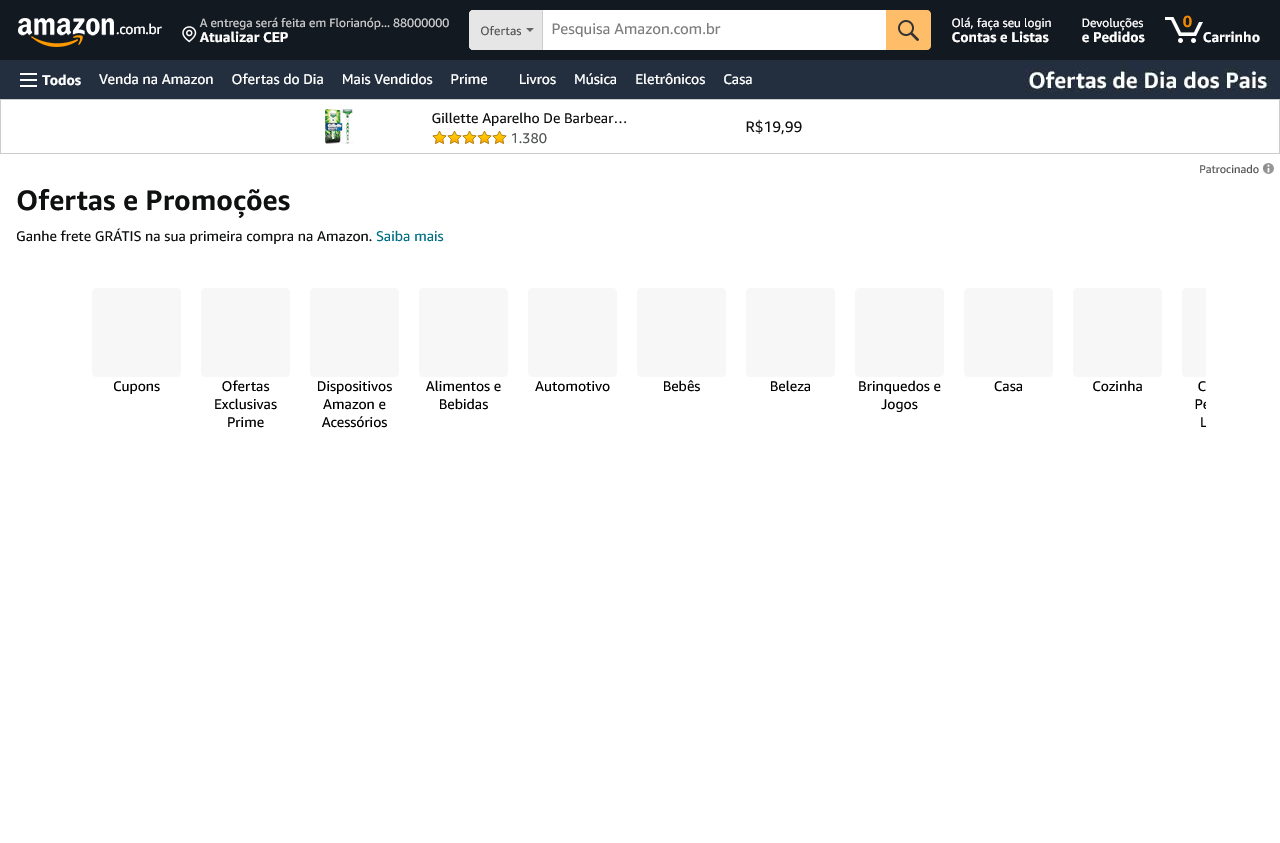 amazon.com.br
A entrega será feita em Florianóp... 88000000
Atualizar CEP
Ofertas
Pesquisa Amazon.com.br
Olá, faça seu login
Contas e Listas
Devoluções
e Pedidos
0
Carrinho
Todos
Venda na Amazon
Ofertas do Dia
Mais Vendidos
Prime
Livros
Música
Eletrônicos
Casa
Ofertas de Dia dos Pais
Gillette Aparelho De Barbear...
1.380
R$19,99
Patrocinado
Ofertas e Promoções
Ganhe frete GRÁTIS na sua primeira compra na Amazon. Saiba mais
Cupons
Ofertas
Exclusivas
Prime
Dispositivos
Amazon e
Acessórios
Alimentos e
Bebidas
Automotivo
Bebês
Beleza
Brinquedos e
Jogos
Casa
Cozinha